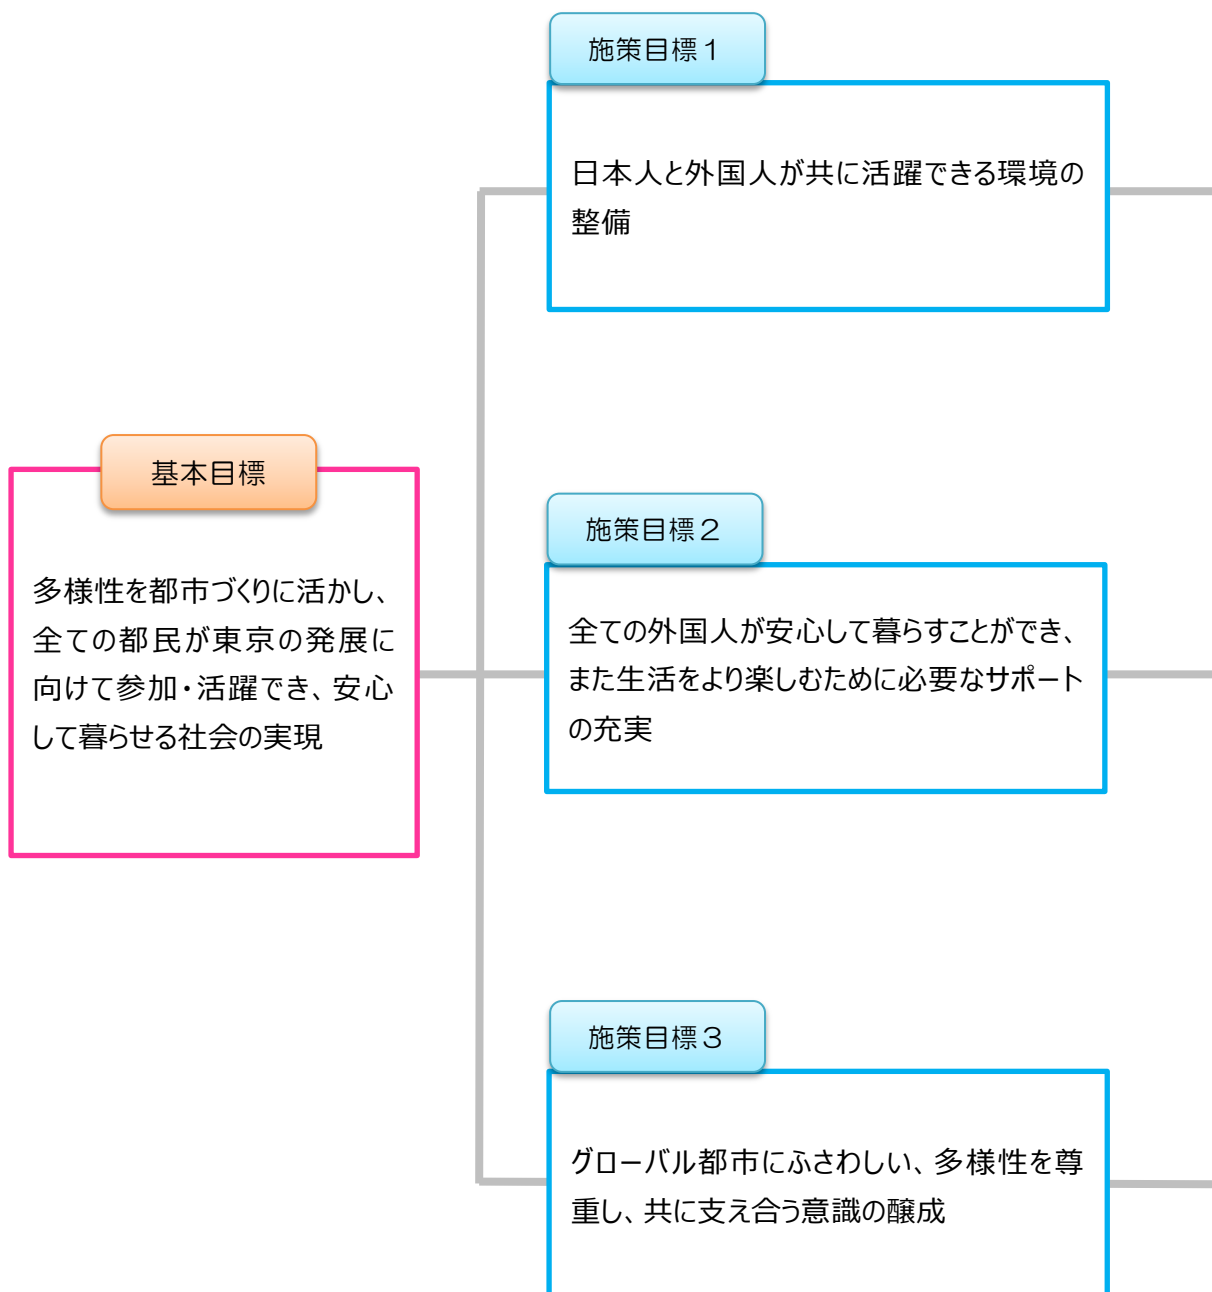 施策目標１
日本人と外国人が共に活躍できる環境の
整備
基本目標
多様性を都市づくりに活かし、
全ての都民が東京の発展に
向けて参加・活躍でき、安心
して暮らせる社会の実現
施策目標２
全ての外国人が安心して暮らすことができ、
また生活をより楽しむために必要なサポート
の充実
施策目標３
グローバル都市にふさわしい、多様性を尊
重し、共に支え合う意識の醸成